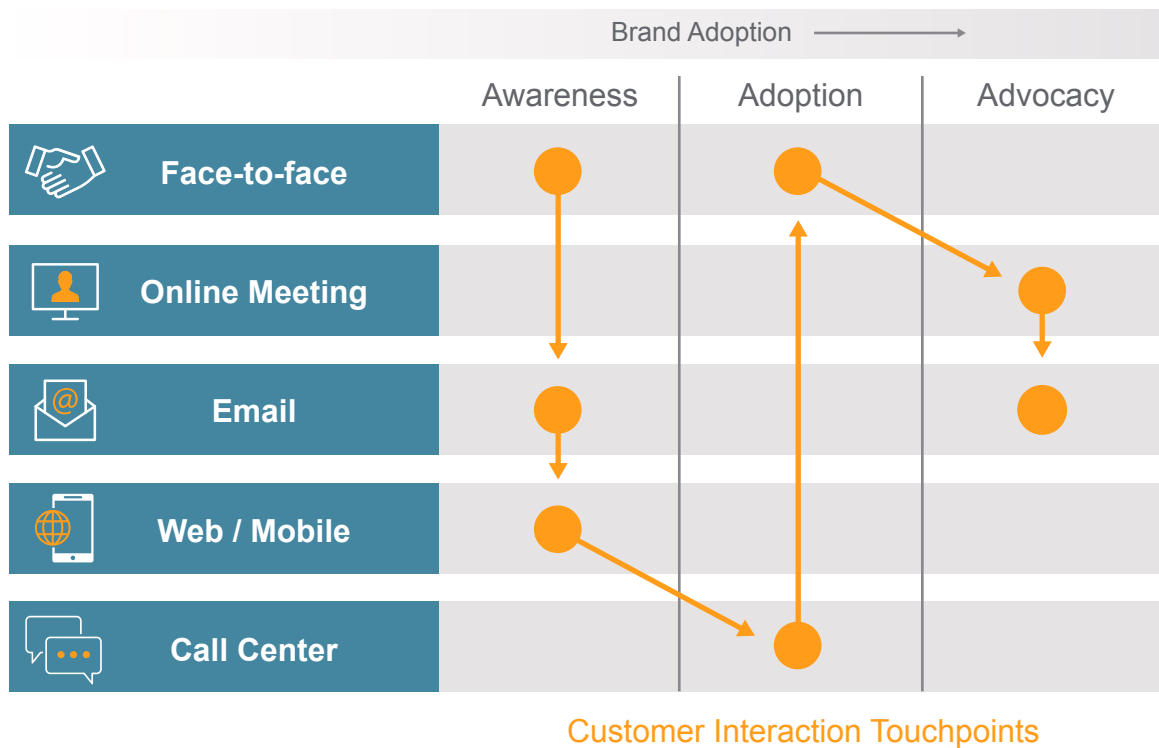 Brand Adoption
Awareness
Adoption
Advocacy
Face-to-face
Online Meeting
@
Email
Web / Mobile
Call Center
Customer Interaction Touchpoints